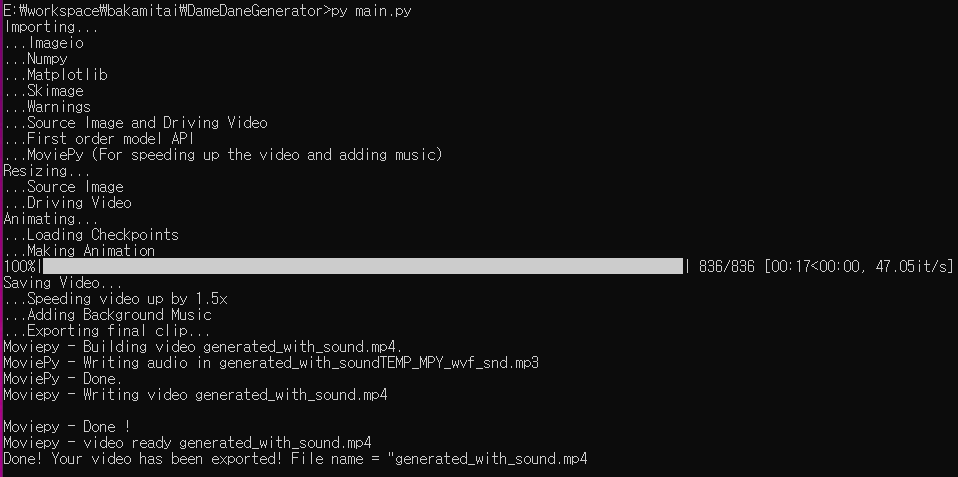 E:₩workspace₩bakamitai₩DameDaneGenerator>py main.py
Importing...
...Imageio
...Numpy
...Matplotlib
...Skimage
...Warnings
...Source Image and Driving Video
...First order model API
...MoviePy (For speeding up the video and adding music)
Resizing...
...Source Image
...Driving Video
Animating...
...Loading Checkpoints
...Making Animation
100%|█████████████████████████████████████████████████████████████████████████████████| 836/836 [00:17<00:00, 47.05it/s]
Saving Video...
...Speeding video up by 1.5x
...Adding Background Music
...Exporting final clip...
Moviepy - Building video generated_with_sound.mp4.
MoviePy - Writing audio in generated_with_soundTEMP_MPY_wvf_snd.mp3
MoviePy - Done.
Moviepy - Writing video generated_with_sound.mp4
Moviepy - Done !
Moviepy - video ready generated_with_sound.mp4
Done! Your video has been exported! File name = "generated_with_sound.mp4